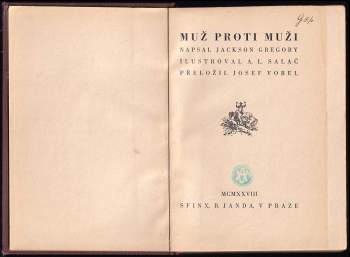 MUŽ PROTI MUŽI
NAPSAL JACKSON GREGORY
ILUSTROVAL A. L. SALAČ
PŘELOŽIL JOSEF VOREL
MCMXXVIII
SFINX, B. JANDA, V PRAZE